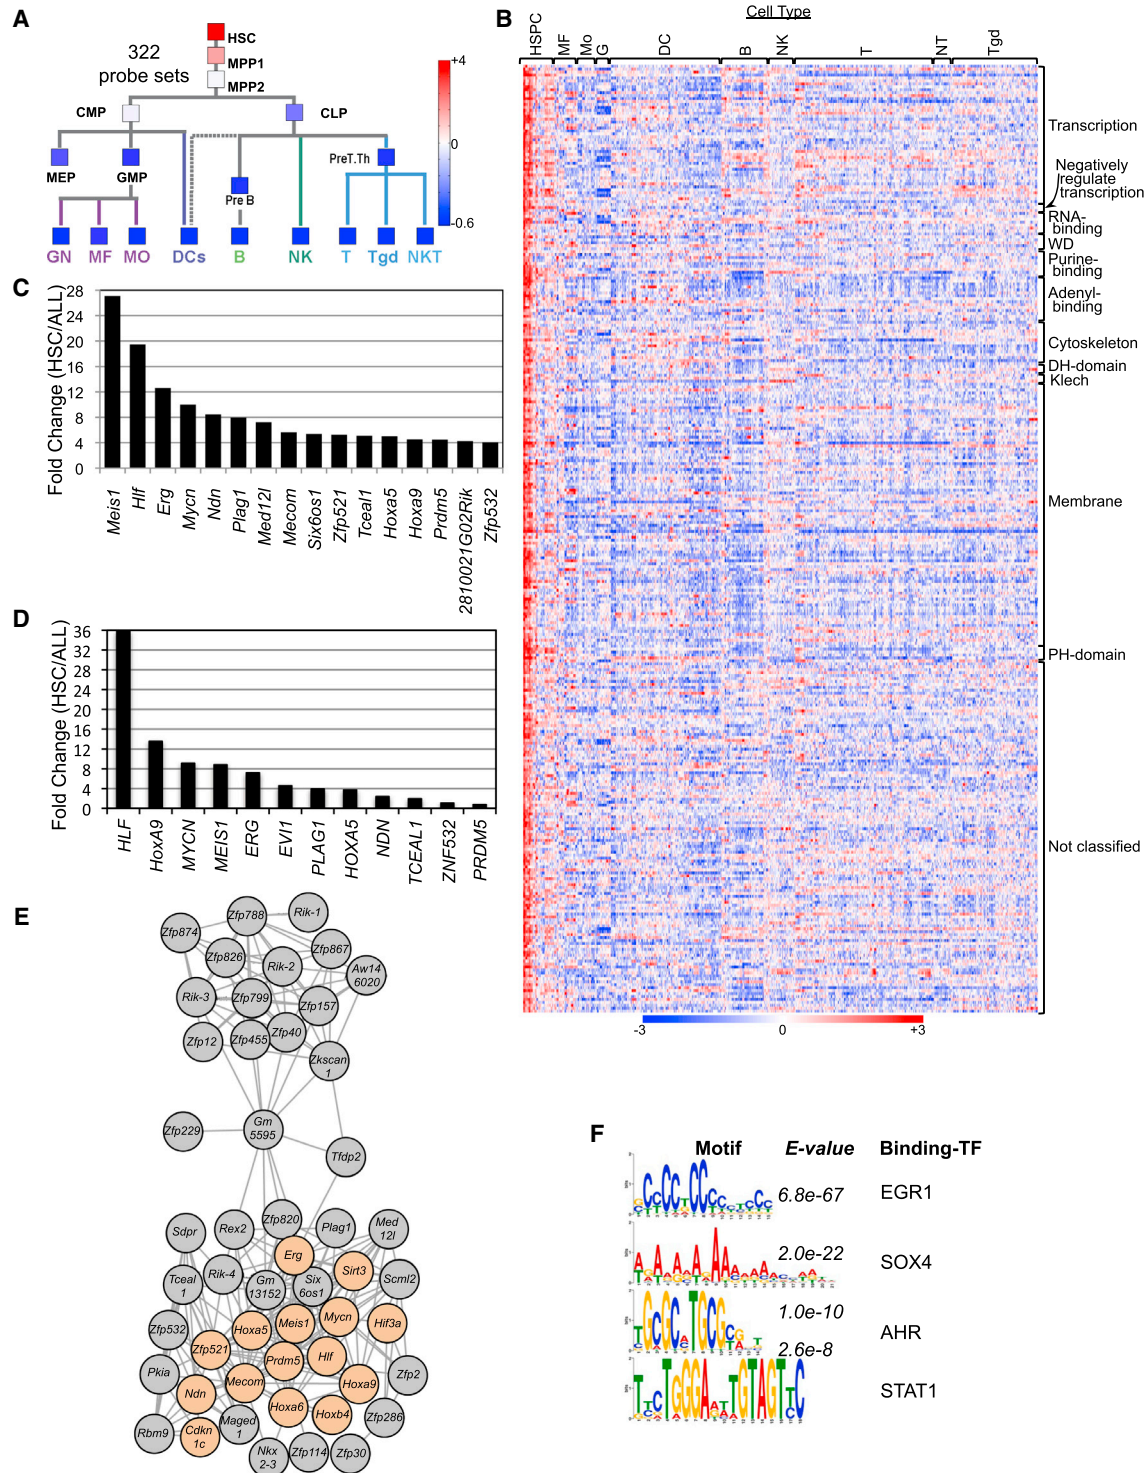 A
322
probe sets
HSC
MPP1
MPP2
CMP
CLP
MEP
GMP
PreT.Th
Pre B
GN
MF
MO
DCs
B
NK
T
Tgd
NKT
+4
0
-0.6
B
Cell Type
HSPC
MF
Mo
G
DC
B
NK
T
NT
Tgd
Transcription
Negatively
regulate
transcription
RNA-
binding
WD
Purine-
binding
Adenyl-
binding
Cytoskeleton
DH-domain
Klech
Membrane
PH-domain
Not classified
-3
0
+3
C
Fold Change (HSC/ALL)
28
24
20
16
12
8
4
0
Meis1
Hlf
Erg
Mycn
Ndn
Plag1
Med12l
Mecom
Six6os1
Zfp521
Tceal1
Hoxa5
Hoxa9
Prdm5
2810021G02Rik
Zfp532
D
Fold Change (HSC/ALL)
36
32
28
24
20
16
12
8
4
0
HLF
HoxA9
MYCN
MEIS1
ERG
EVI1
PLAG1
HOXA5
NDN
TCEAL1
ZNF532
PRDM5
E
Zfp788
Rik-1
Zfp874
Zfp867
Zfp826
Rik-2
Aw14
6020
Rik-3
Zfp799
Zfp157
Zfp12
Zfp455
Zfp40
Zkscan
1
Zfp229
Gm
5595
Tfdp2
Sdpr
Rex2
Zfp820
Plag1
Med
12l
Erg
Tceal
1
Rik-4
Gm
13152
Six
6os1
Sirt3
Scml2
Zfp532
Hoxa5
Meis1
Mycn
Hif3a
Zfp521
Prdm5
Hlf
Pkia
Ndn
Mecom
Hoxa9
Zfp2
Hoxa6
Hoxb4
Zfp286
Rbm9
Cdkn
1c
Maged
1
Nkx
2-3
Zfp114
Zfp30
F
Motif
E-value
Binding-TF
6.8e-67
EGR1
2.0e-22
SOX4
1.0e-10
AHR
2.6e-8
STAT1